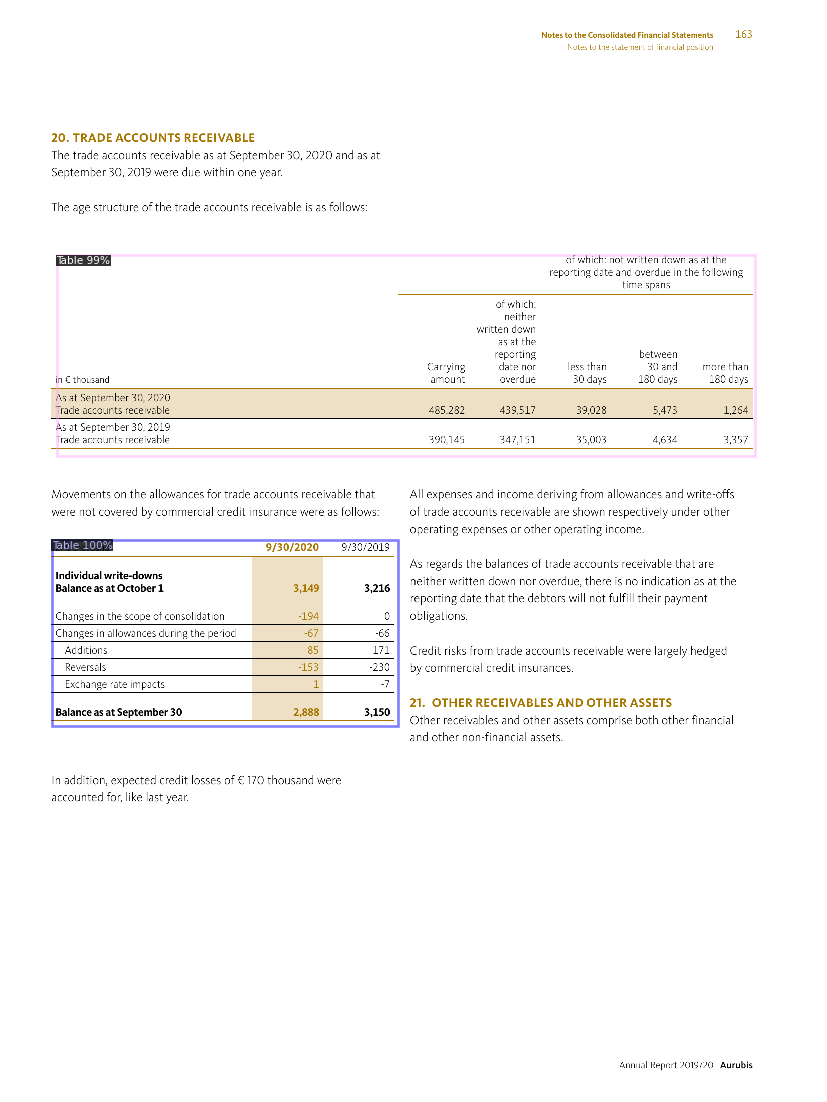 Notes to the Consolidated Financial Statements 163
Notes to the statement of financial position
20. TRADE ACCOUNTS RECEIVABLE
The trade accounts receivable as at September 30, 2020 and as at
September 30, 2019 were due within one year.
The age structure of the trade accounts receivable is as follows:
Table 99%
of which: not written down as at the
reporting date and overdue in the following
time spans
of which:
neither
written down
as at the
reporting
between
Carrying date nor less than 30 and more than
in € thousand amount overdue 30 days 180 days 180 days
As at September 30, 2020
Trade accounts receivable 485,282 439,517 39,028 5,473 1,264
As at September 30, 2019
Trade accounts receivable 390,145 347,151 35,003 4,634 3,357
Movements on the allowances for trade accounts receivable that
were not covered by commercial credit insurance were as follows:
Table 100%
9/30/2020 9/30/2019
Individual write-downs
Balance as at October 1 3,149 3,216
Changes in the scope of consolidation -194 0
Changes in allowances during the period -67 -66
Additions 85 171
Reversals -153 -230
Exchange rate impacts 1 -7
Balance as at September 30 2,888 3,150
In addition, expected credit losses of € 170 thousand were
accounted for, like last year.
All expenses and income deriving from allowances and write-offs
of trade accounts receivable are shown respectively under other
operating expenses or other operating income.
As regards the balances of trade accounts receivable that are
neither written down nor overdue, there is no indication as at the
reporting date that the debtors will not fulfill their payment
obligations.
Credit risks from trade accounts receivable were largely hedged
by commercial credit insurances.
21. OTHER RECEIVABLES AND OTHER ASSETS
Other receivables and other assets comprise both other financial
and other non-financial assets.
Annual Report 2019/20 Aurubis